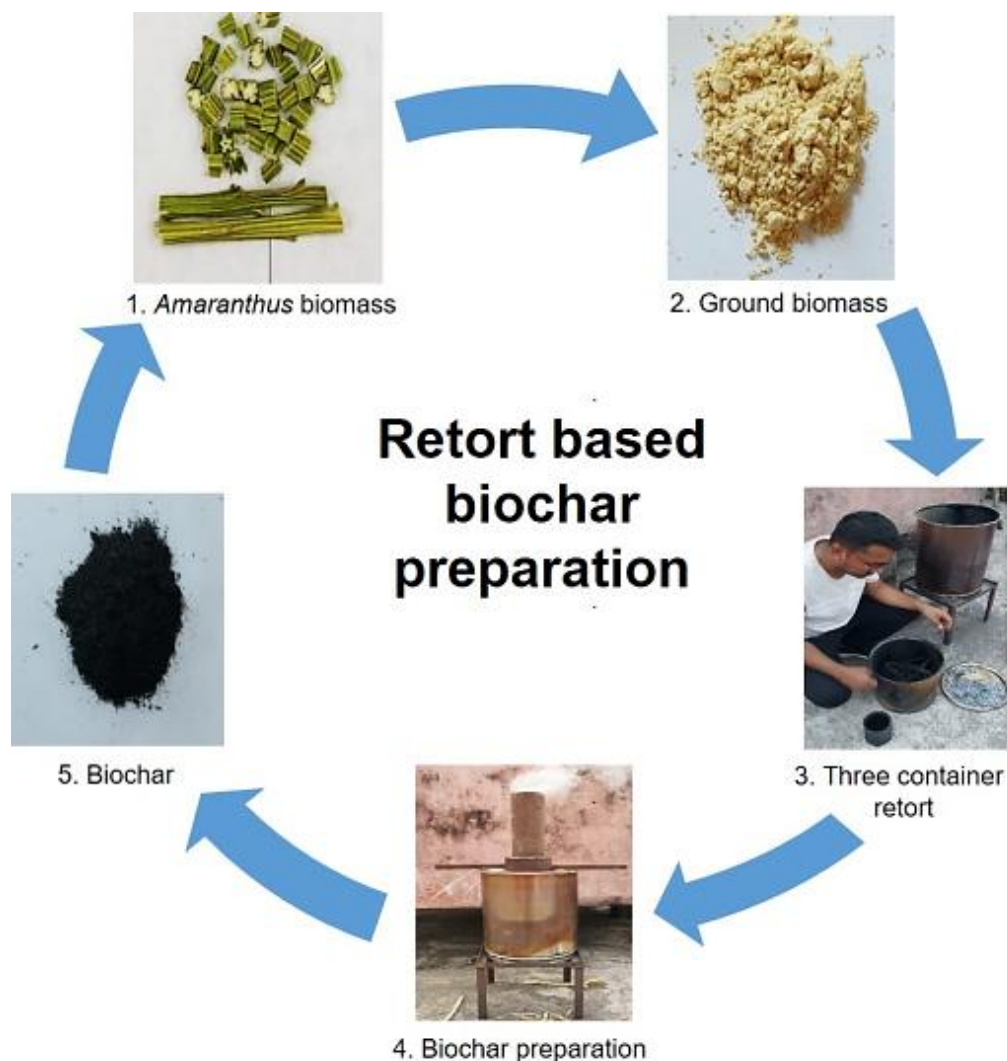 1. Amaranthus biomass
2. Ground biomass
Retort based
biochar
preparation
3. Three container
retort
4. Biochar preparation
5. Biochar